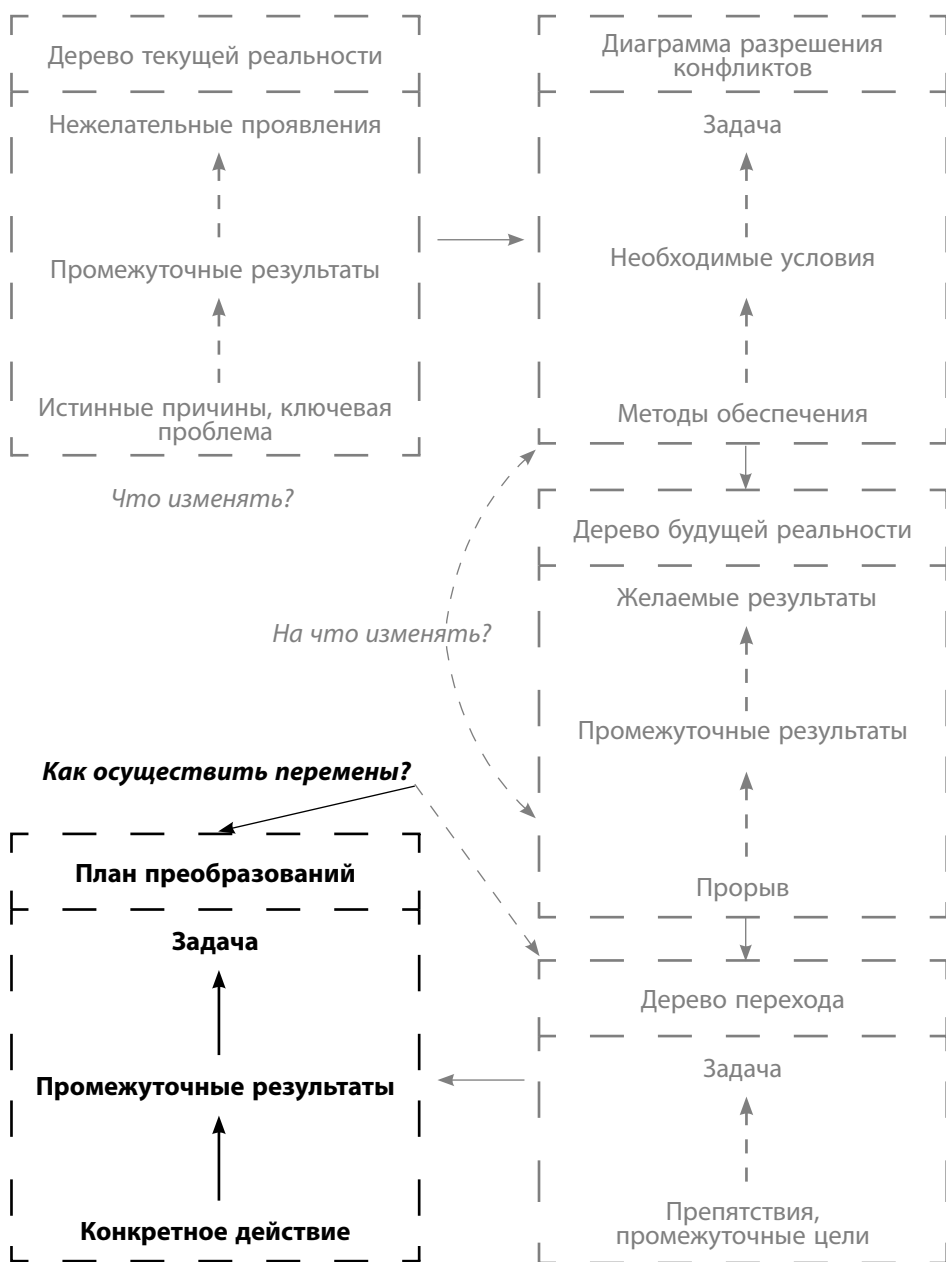 Дерево текущей реальности
Нежелательные проявления
Промежуточные результаты
Истинные причины, ключевая
проблема
Что изменять?
Диаграмма разрешения
конфликтов
Задача
Необходимые условия
Методы обеспечения
На что изменять?
Дерево будущей реальности
Желаемые результаты
Промежуточные результаты
Прорыв
Как осуществить перемены?
Дерево перехода
Задача
Препятствия,
промежуточные цели
План преобразований
Задача
Промежуточные результаты
Конкретное действие